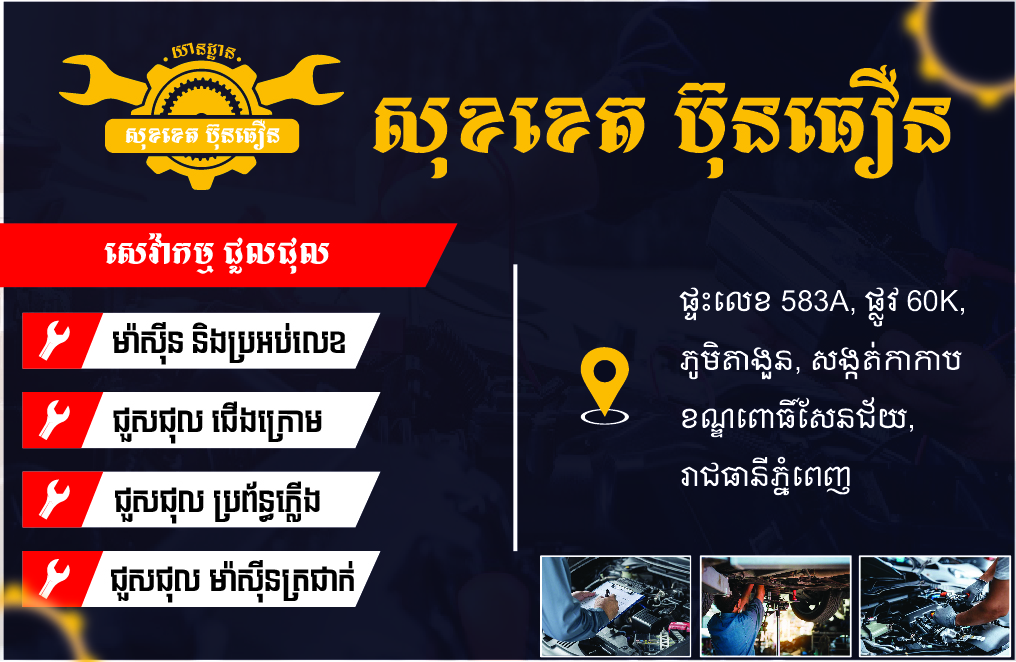 យានដ្ឋាន
សុខខេត ប៊ុនធឿន
សុខខេត ប៊ុនធឿន
សេវ៉ាកម្ម ជួលជុល
ម៉ាស៊ីន និងប្រអប់លេខ
ជួសជុល ជើងក្រោម
ជួសជុល ប្រព័ន្ធភ្លើង
ជួសជុល ម៉ាស៊ីនត្រជាក់
ផ្ទះលេខ 583A, ផ្លូវ 60K,
ភូមិតាងួន, សង្កត់កាកាប
ខណ្ឌពោធិ៍សែនជ័យ,
រាជធានីភ្នំពេញ